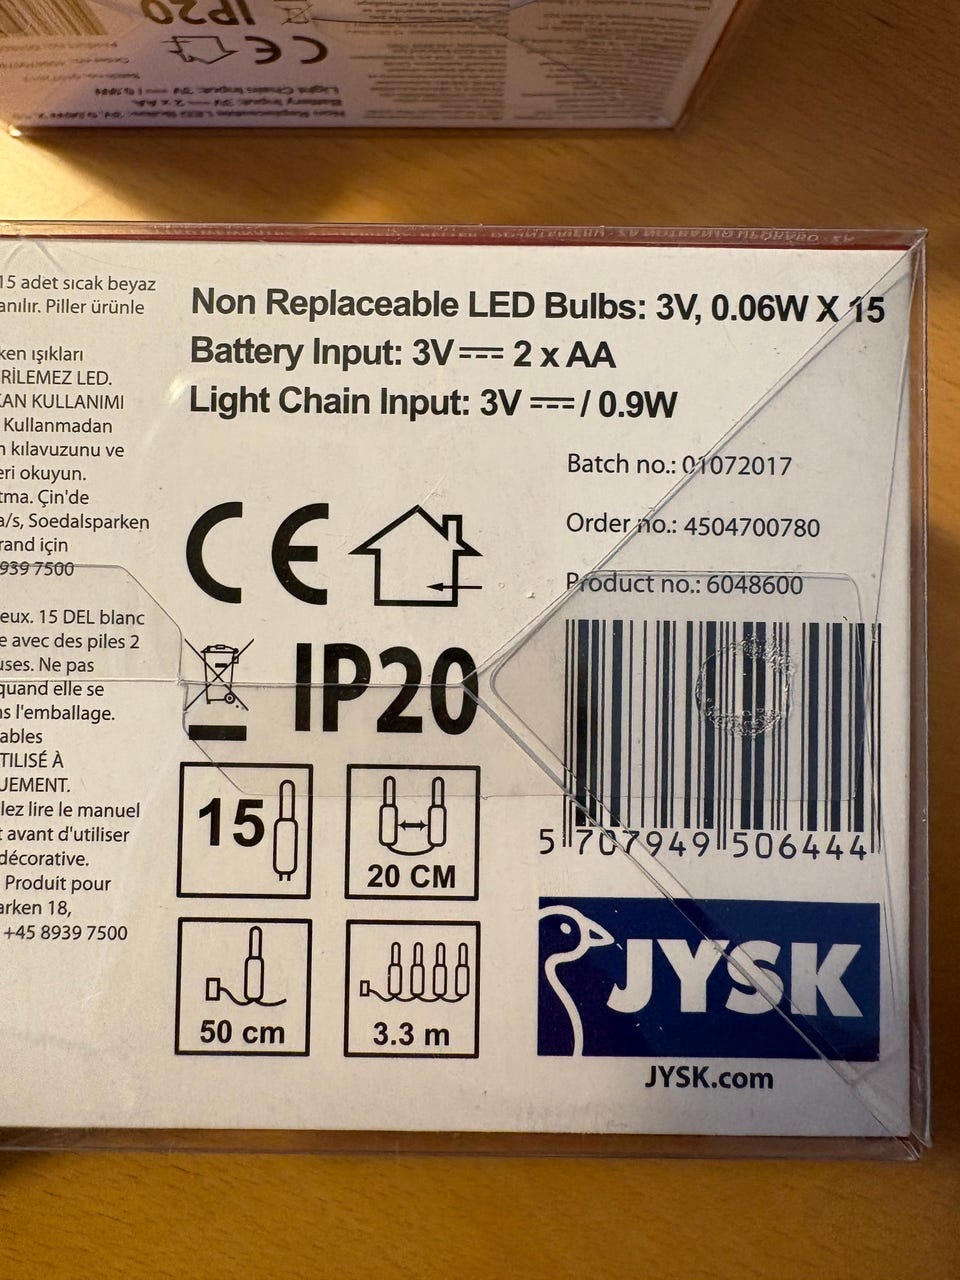 IP20
CE
15 adet sıcak beyaz
anılır. Piller ürünle
ken ışıkları
RİLEMEZ LED.
KAN KULLANIMI
Kullanmadan
n kılavuzunu ve
eri okuyun.
tma. Çin'de
a/s, Soedalsparken
rand için
939 7500
eux. 15 DEL blanc
e avec des piles 2
uses. Ne pas
quand elle se
ns l'emballage.
ables
TILISÉ À
UEMENT.
lez lire le manuel
t avant d'utiliser
décorative.
Produit pour
arken 18,
+45 8939 7500
Non Replaceable LED Bulbs: 3V, 0.06W X 15
Battery Input: 3V⎓ 2 x AA
Light Chain Input: 3V ⎓ / 0.9W
Batch no.: 01072017
Order no.: 4504700780
Product no.: 6048600
CE
IP20
15
20 CM
50 cm
3.3 m
5 707949 506444
JYSK
JYSK.com